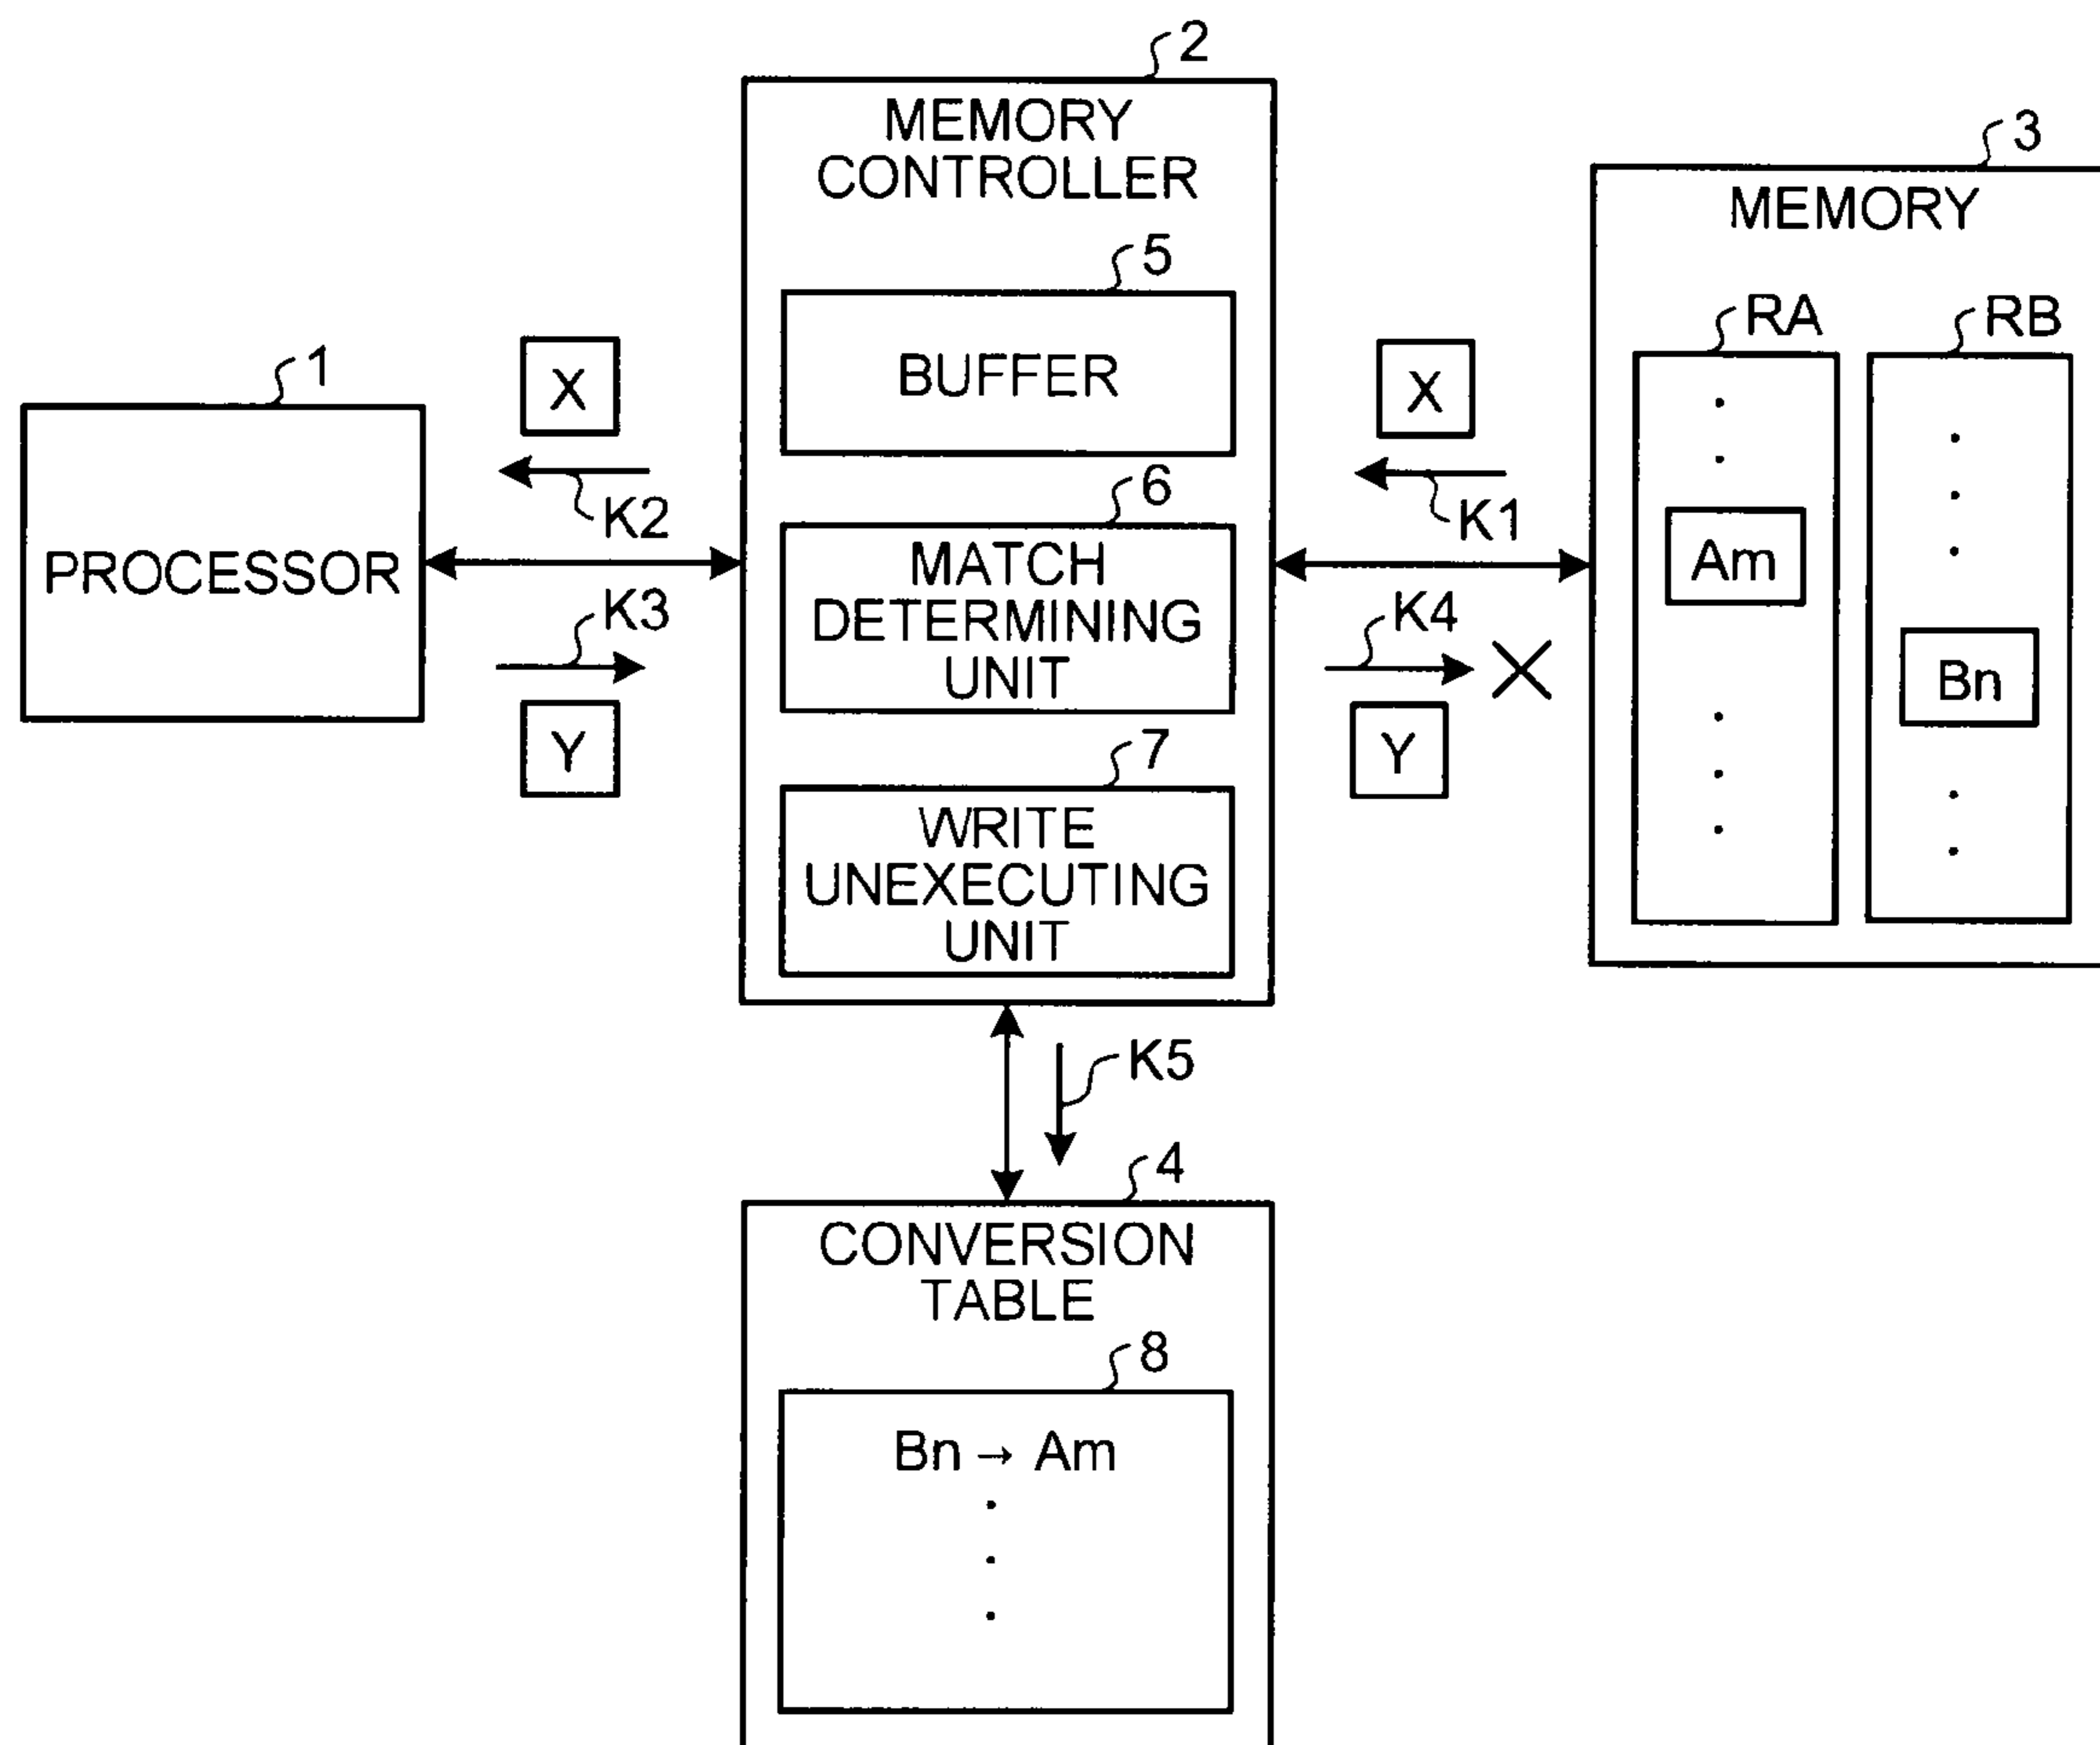 2
MEMORY
CONTROLLER
3
MEMORY
5
BUFFER
RA
RB
1
PROCESSOR
X
K2
X
K1
6
MATCH
DETERMINING
UNIT
Am
K3
Y
K4
Y
Bn
7
WRITE
UNEXECUTING
UNIT
K5
4
CONVERSION
TABLE
8
Bn → Am